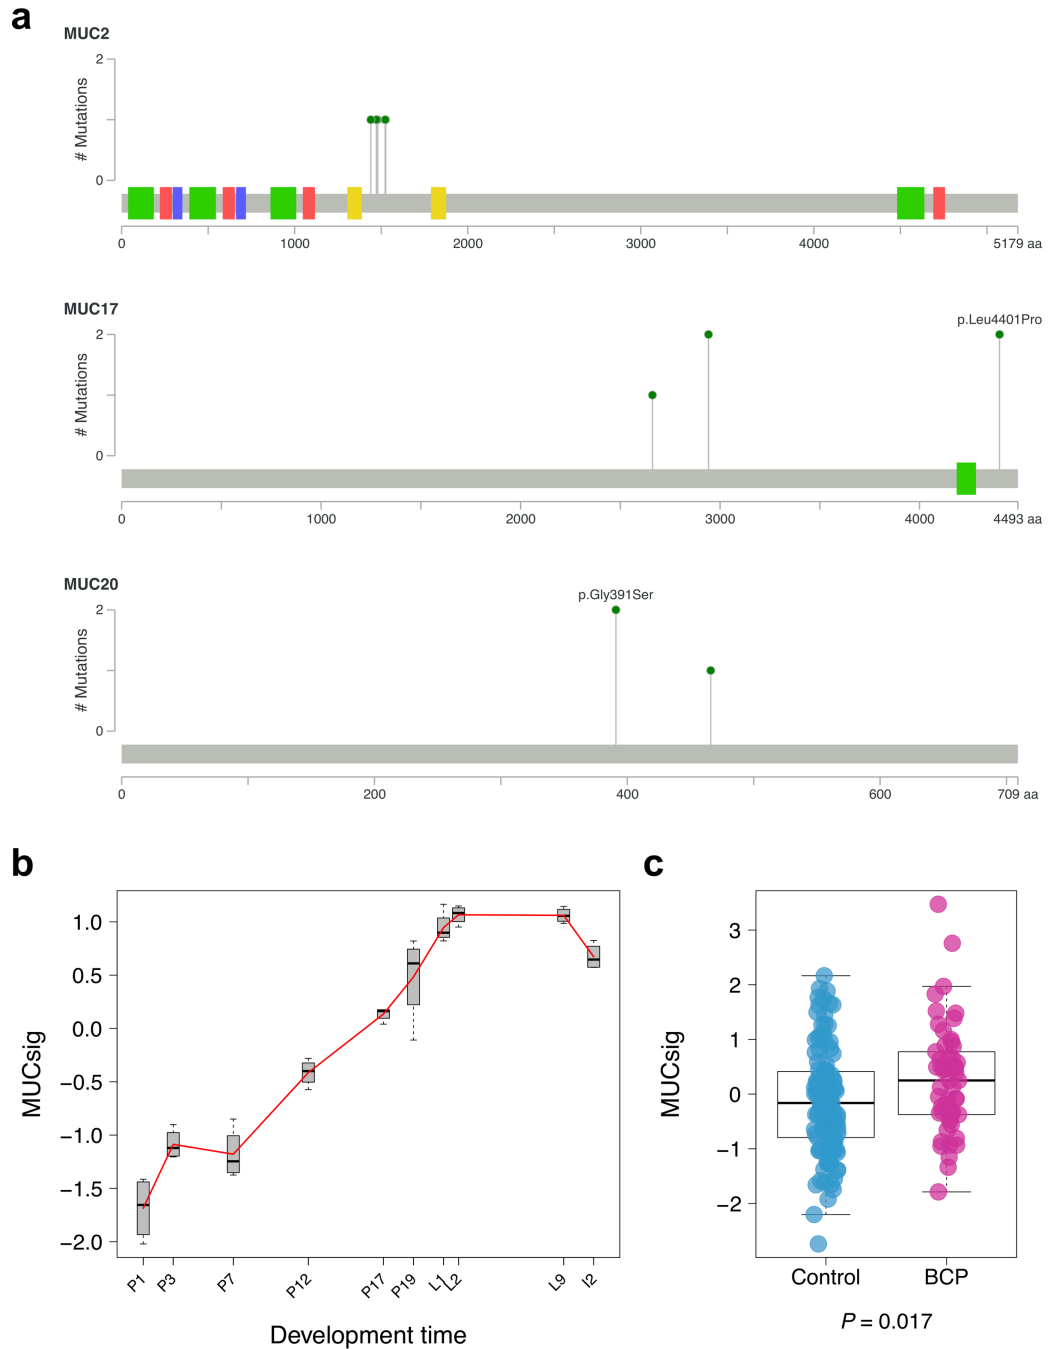 a
MUC2
# Mutations
2
0
0 1000 2000 3000 4000 5179 aa
MUC17
p.Leu4401Pro
# Mutations
2
0
0 1000 2000 3000 4000 4493 aa
MUC20
p.Gly391Ser
# Mutations
2
0
0 200 400 600 709 aa
b
MUCsig
1.0
0.5
0.0
−0.5
−1.0
−1.5
−2.0
P1 P3 P7 P12 P17 P19 L1 L2 L9 I2
Development time
c
MUCsig
3
2
1
0
−1
−2
Control BCP
P = 0.017